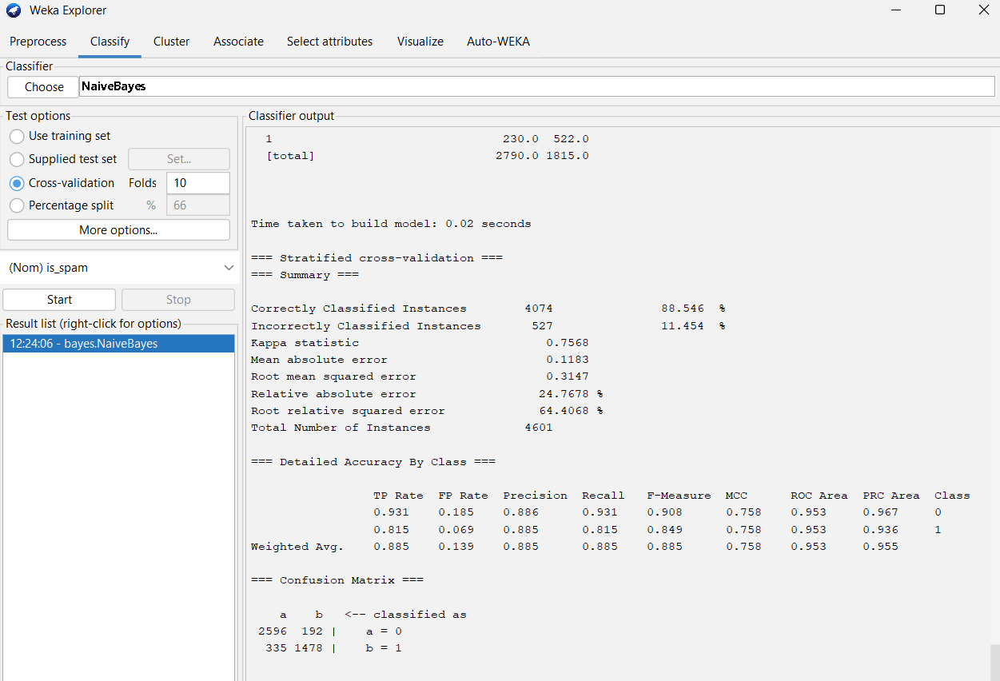 Weka Explorer
Preprocess Classify Cluster Associate Select attributes Visualize Auto-WEKA
Classifier
Choose NaiveBayes
Test options
Use training set
Supplied test set Set...
Cross-validation Folds 10
Percentage split % 66
More options...
(Nom) is_spam
Start Stop
Result list (right-click for options)
12:24:06 - bayes.NaiveBayes
Classifier output
1 230.0 522.0
[total] 2790.0 1815.0
Time taken to build model: 0.02 seconds
=== Stratified cross-validation ===
=== Summary ===
Correctly Classified Instances 4074 88.546 %
Incorrectly Classified Instances 527 11.454 %
Kappa statistic 0.7568
Mean absolute error 0.1183
Root mean squared error 0.3147
Relative absolute error 24.7678 %
Root relative squared error 64.4068 %
Total Number of Instances 4601
=== Detailed Accuracy By Class ===
TP Rate FP Rate Precision Recall F-Measure MCC ROC Area PRC Area Class
0.931 0.185 0.886 0.931 0.908 0.758 0.953 0.967 0
0.815 0.069 0.885 0.815 0.849 0.758 0.953 0.936 1
Weighted Avg. 0.885 0.139 0.885 0.885 0.885 0.758 0.953 0.955
=== Confusion Matrix ===
a b <-- classified as
2596 192 | a = 0
335 1478 | b = 1